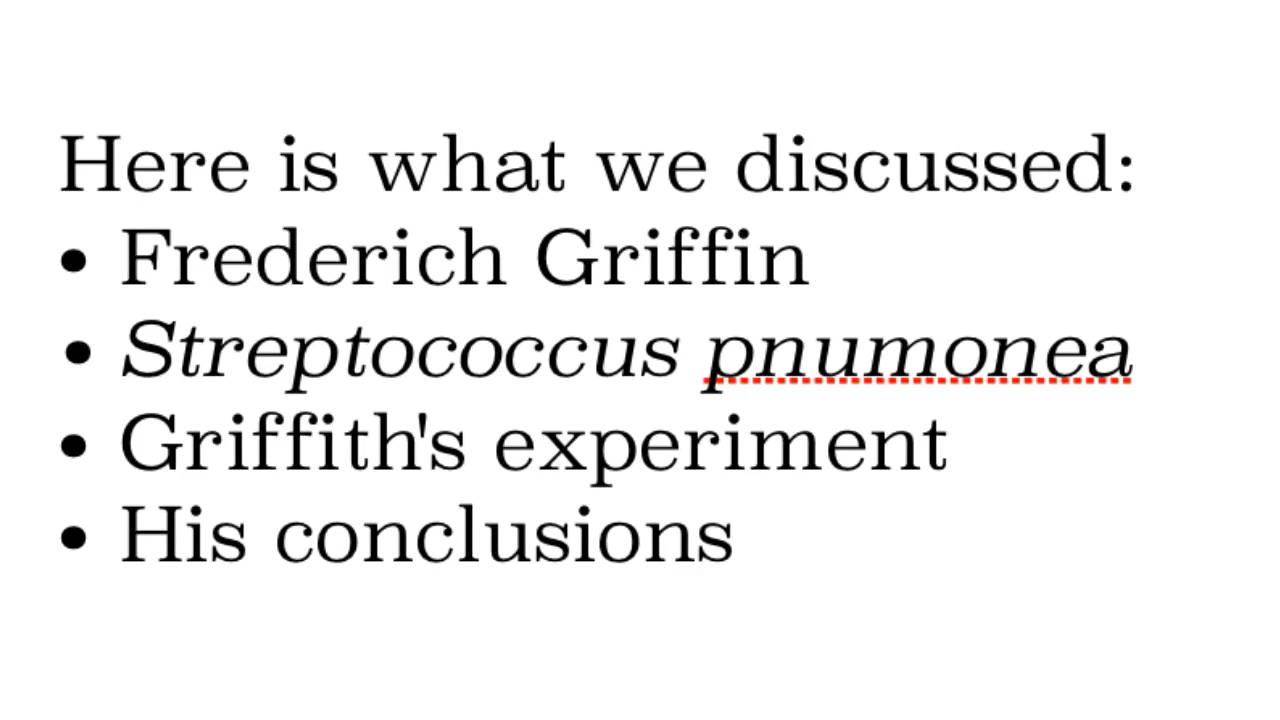 Here is what we discussed:
• Frederich Griffin
• Streptococcus pnumonea
• Griffith's experiment
• His conclusions